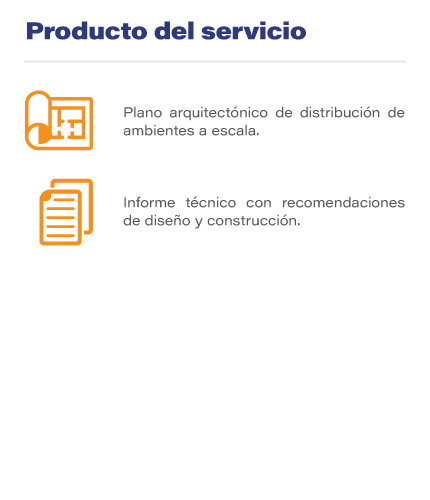 Producto del servicio
Plano arquitectónico de distribución de
ambientes a escala.
Informe técnico con recomendaciones
de diseño y construcción.